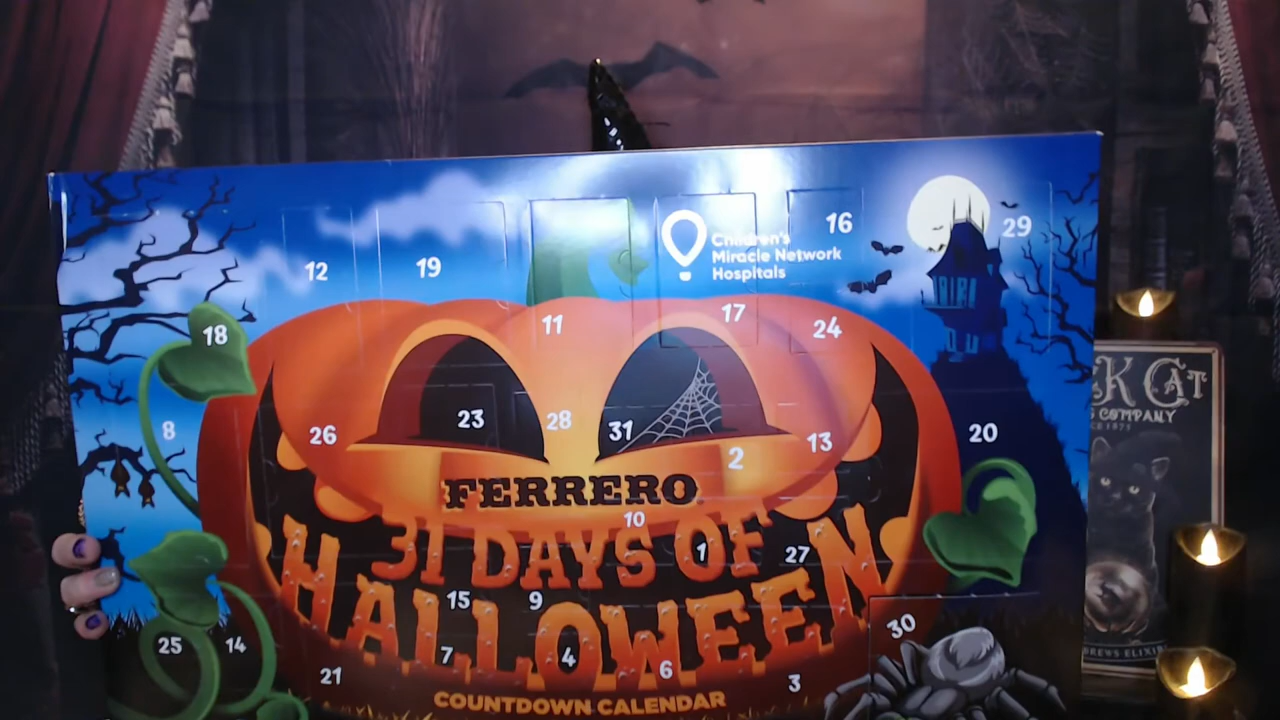 Children's
Miracle Network
Hospitals
16
29
12
19
17
11
24
18
23
28
31
8
26
2
13
20
FERRERO
10
31 DAYS OF
1
27
HALLOWEEN
15
9
30
25
14
7
4
6
21
3
COUNTDOWN CALENDAR
K CAT
COMPANY
BREWS ELIXIR